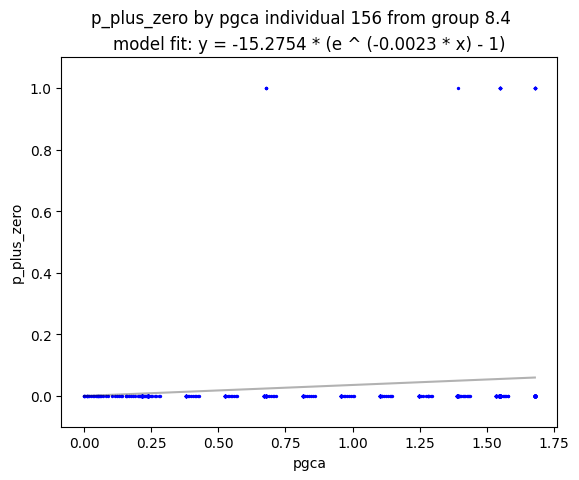 p_plus_zero by pgca individual 156 from group 8.4
model fit: y = -15.2754 * (e ^ (-0.0023 * x) - 1)
1.0
0.8
0.6
0.4
0.2
0.0
p_plus_zero
0.00 0.25 0.50 0.75 1.00 1.25 1.50 1.75
pgca